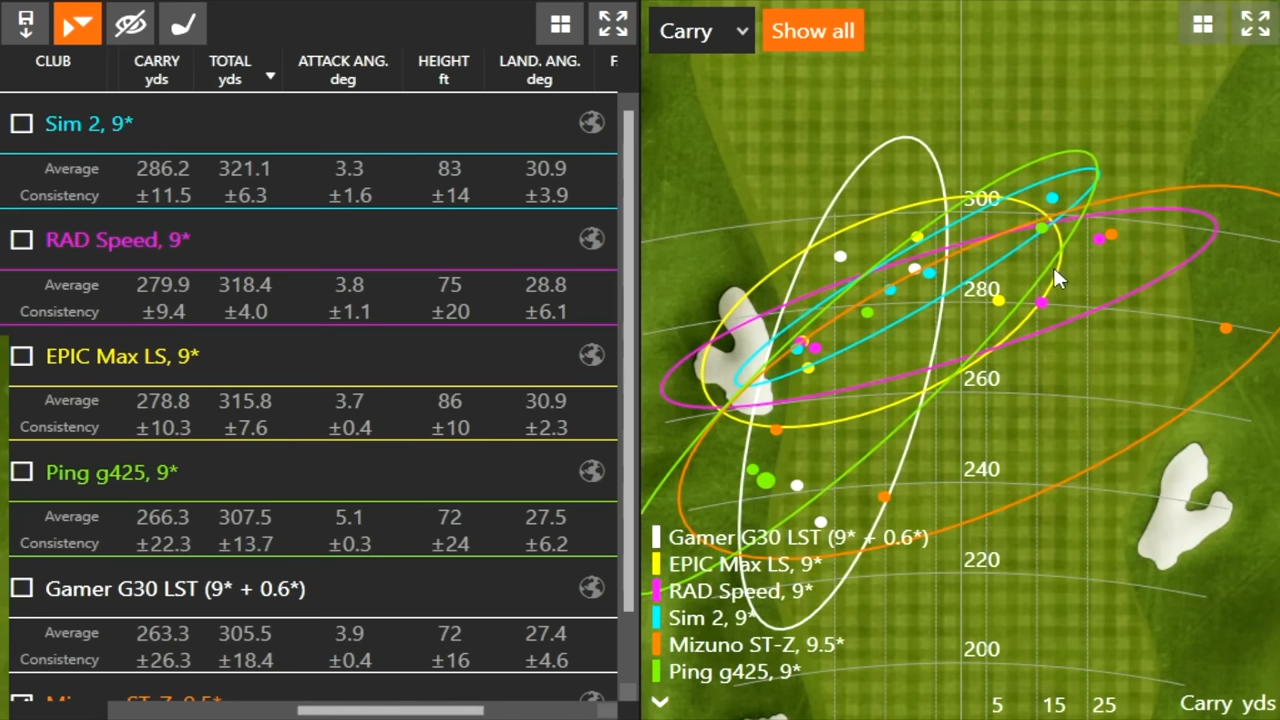 CLUB CARRY TOTAL ATTACK ANG. HEIGHT LAND. ANG. F
yds yds deg ft deg
Sim 2, 9*
Average 286.2 321.1 3.3 83 30.9
Consistency ±11.5 ±6.3 ±1.6 ±14 ±3.9
RAD Speed, 9*
Average 279.9 318.4 3.8 75 28.8
Consistency ±9.4 ±4.0 ±1.1 ±20 ±6.1
EPIC Max LS, 9*
Average 278.8 315.8 3.7 86 30.9
Consistency ±10.3 ±7.6 ±0.4 ±10 ±2.3
Ping g425, 9*
Average 266.3 307.5 5.1 72 27.5
Consistency ±22.3 ±13.7 ±0.3 ±24 ±6.2
Gamer G30 LST (9* + 0.6*)
Average 263.3 305.5 3.9 72 27.4
Consistency ±26.3 ±18.4 ±0.4 ±16 ±4.6
Mizuno ST-Z, 9.5*
Carry Show all
300
280
260
240
220
200
Gamer G30 LST (9* + 0.6*)
EPIC Max LS, 9*
RAD Speed, 9*
Sim 2, 9*
Mizuno ST-Z, 9.5*
Ping g425, 9*
5 15 25 Carry yds